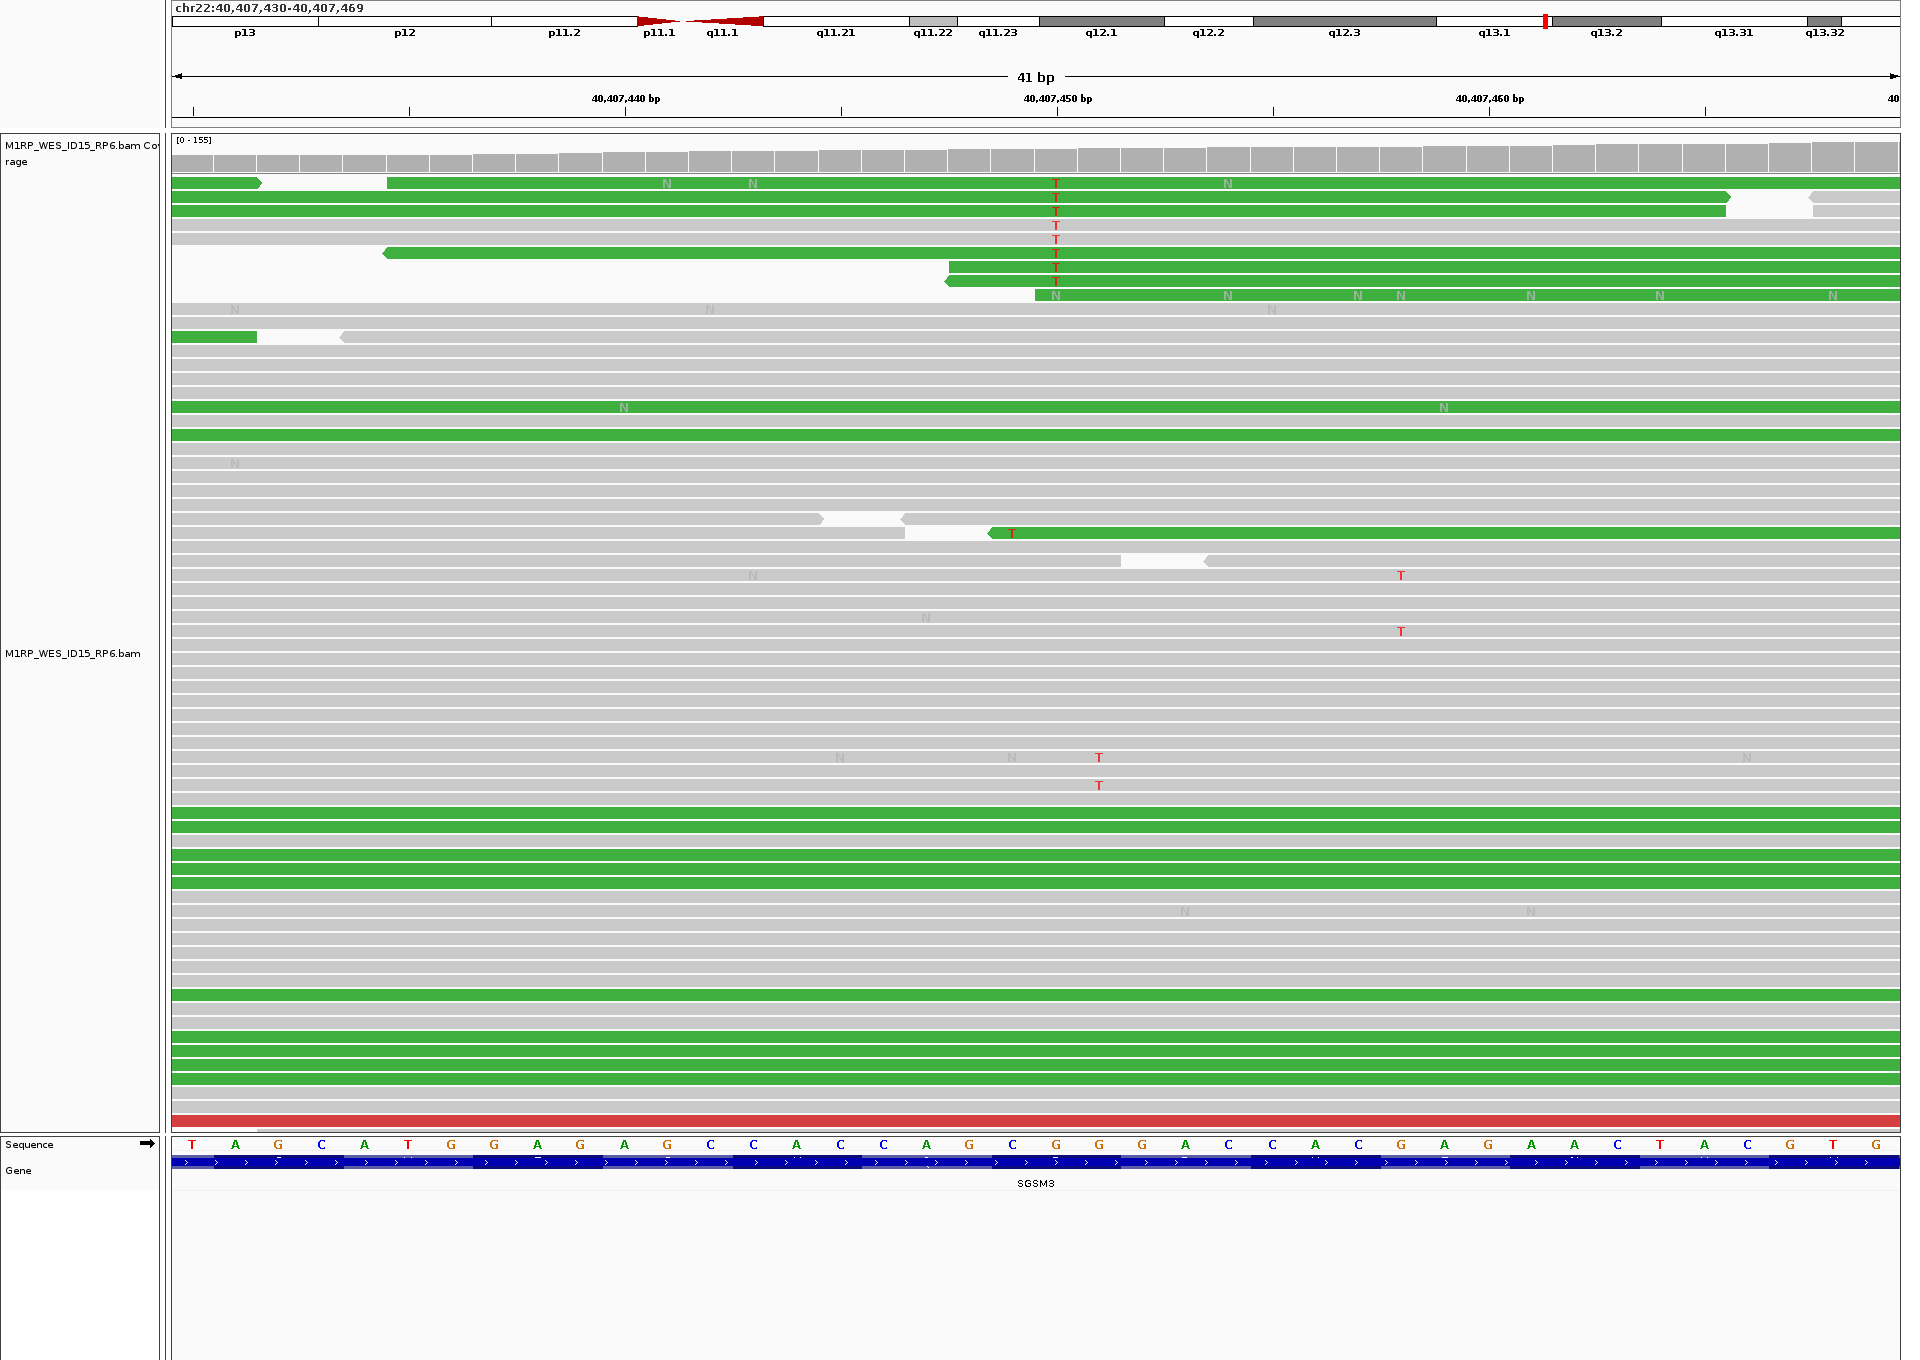 chr22:40,407,430-40,407,469
p13 p12 p11.2 p11.1 q11.1 q11.21 q11.22 q11.23 q12.1 q12.2 q12.3 q13.1 q13.2 q13.31 q13.32
41 bp
40,407,440 bp 40,407,450 bp 40,407,460 bp 40
M1RP_WES_ID15_RP6.bam Co
rage
[0 - 155]
N N T N
T
T
T
T
T
T
T
N N N N N N N
N N N
N N
N
T
N T
N
T
M1RP_WES_ID15_RP6.bam
N N T N
T
N N
Sequence T A G C A T G G A G A G C C A C C A G C G G G A C C A C G A G A A C T A C G T G
Gene
SGSM3